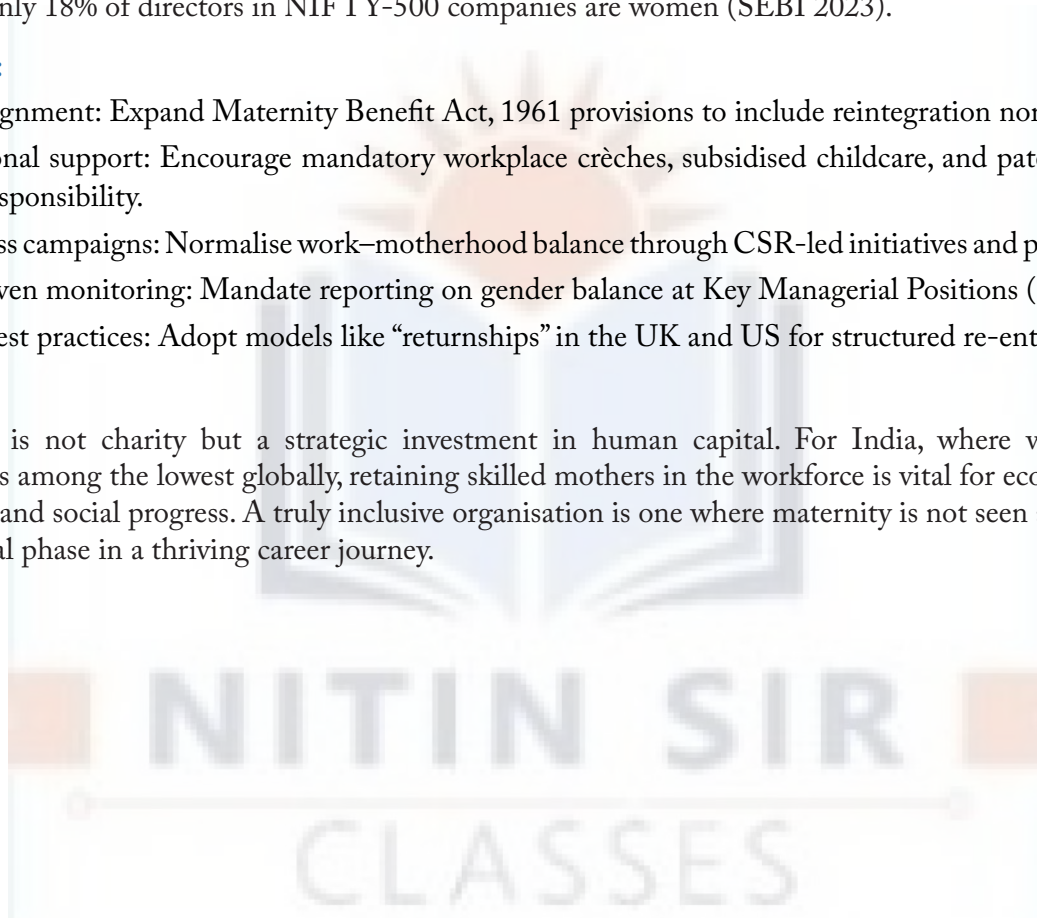 nly 18% of directors in NIFTY-500 companies are women (SEBI 2023).
:
gnment: Expand Maternity Benefit Act, 1961 provisions to include reintegration nor
onal support: Encourage mandatory workplace crèches, subsidised childcare, and pat
sponsibility.
ss campaigns: Normalise work–motherhood balance through CSR-led initiatives and p
ven monitoring: Mandate reporting on gender balance at Key Managerial Positions (
est practices: Adopt models like “returnships” in the UK and US for structured re-ent
is not charity but a strategic investment in human capital. For India, where w
s among the lowest globally, retaining skilled mothers in the workforce is vital for eco
and social progress. A truly inclusive organisation is one where maternity is not seen
al phase in a thriving career journey.
NITIN SIR
CLASSES